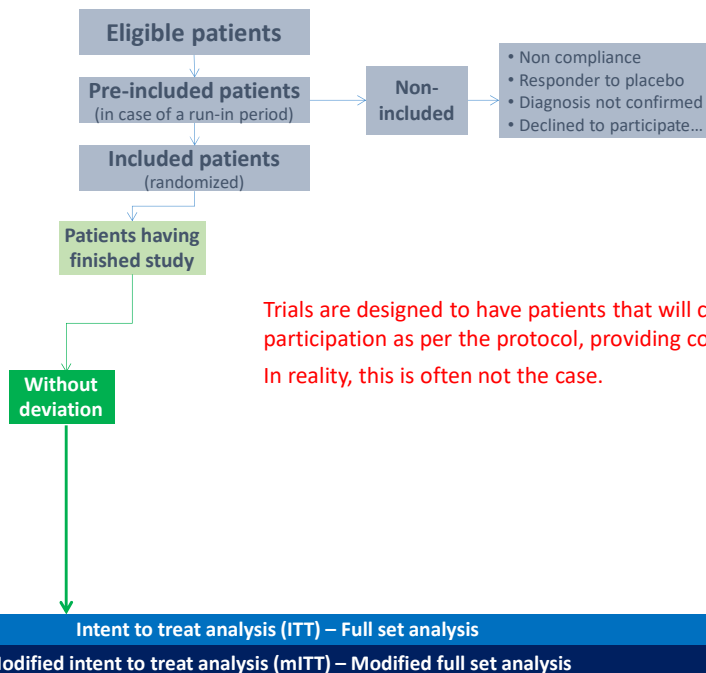 Eligible patients
Pre-included patients
(in case of a run-in period)
Non-
included
• Non compliance
• Responder to placebo
• Diagnosis not confirmed
• Declined to participate…
Included patients
(randomized)
Patients having
finished study
Trials are designed to have patients that will
participation as per the protocol, providing
In reality, this is often not the case.
Without
deviation
Intent to treat analysis (ITT) – Full set analysis
Modified intent to treat analysis (mITT) – Modified full set analysis